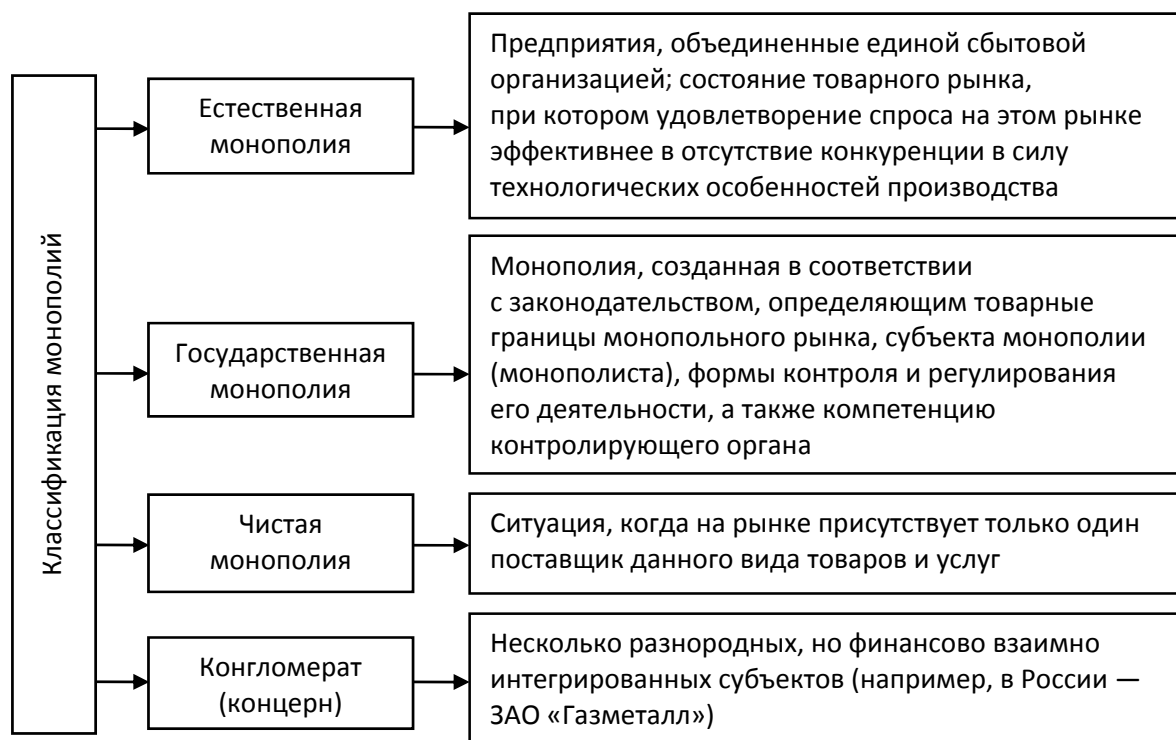 Классификация монополий
Естественная
монополия
Предприятия, объединенные единой сбытовой
организацией; состояние товарного рынка,
при котором удовлетворение спроса на этом рынке
эффективнее в отсутствие конкуренции в силу
технологических особенностей производства
Государственная
монополия
Монополия, созданная в соответствии
с законодательством, определяющим товарные
границы монопольного рынка, субъекта монополии
(монополиста), формы контроля и регулирования
его деятельности, а также компетенцию
контролирующего органа
Чистая
монополия
Ситуация, когда на рынке присутствует только один
поставщик данного вида товаров и услуг
Конгломерат
(концерн)
Несколько разнородных, но финансово взаимно
интегрированных субъектов (например, в России —
ЗАО «Газметалл»)